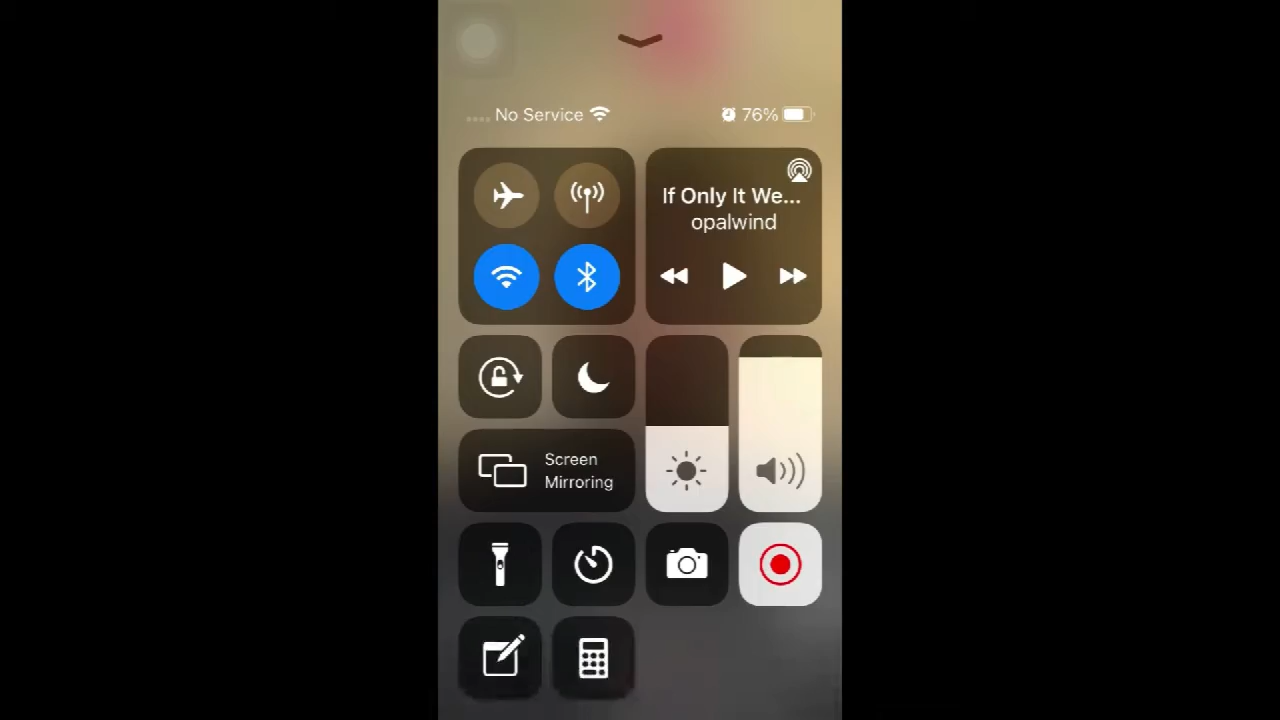 No Service
76%
If Only It We...
opalwind
Screen
Mirroring